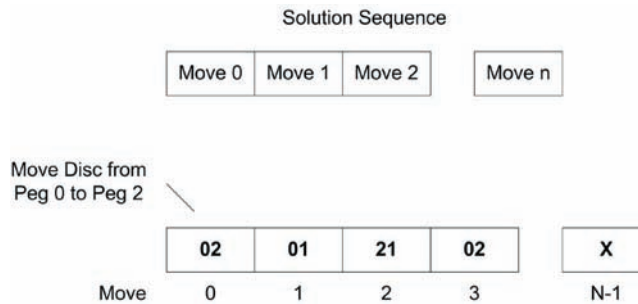 Solution Sequence
Move 0 Move 1 Move 2 Move n
Move Disc from
Peg 0 to Peg 2
02 01 21 02 X
Move 0 1 2 3 N-1